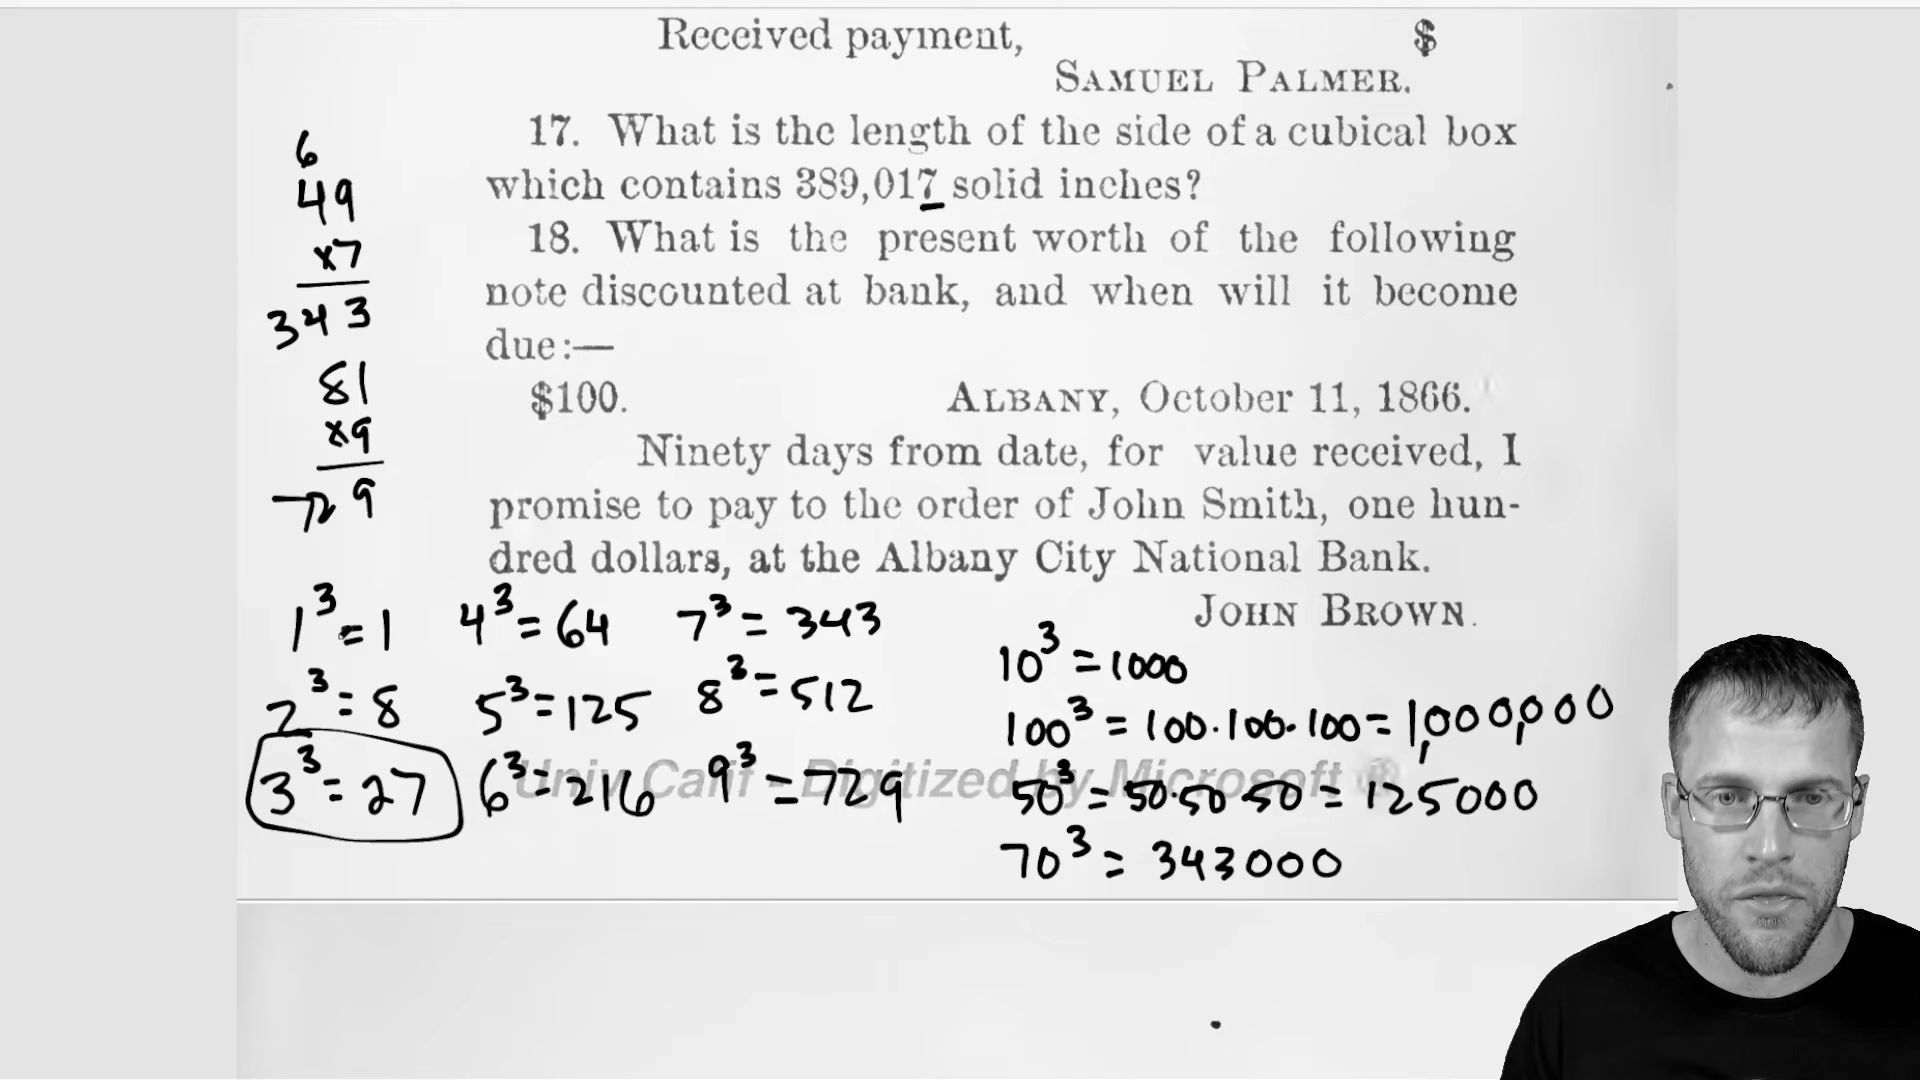 Received payment, $
SAMUEL PALMER.
17. What is the length of the side of a cubical box
which contains 389,017 solid inches?
18. What is the present worth of the following
note discounted at bank, and when will it become
due:—
$100. ALBANY, October 11, 1866.
Ninety days from date, for value received, I
promise to pay to the order of John Smith, one hun-
dred dollars, at the Albany City National Bank.
JOHN BROWN.
6
49
x7
343
81
x9
729
1³=1 4³=64 7³=343
2³=8 5³=125 8³=512
3³=27 6³=216 9³=729
10³=1000
100³=100·100·100=1,000,000
50³=50·50·50=125000
70³=343000
Univ Calif - Digitized by Microsoft ®